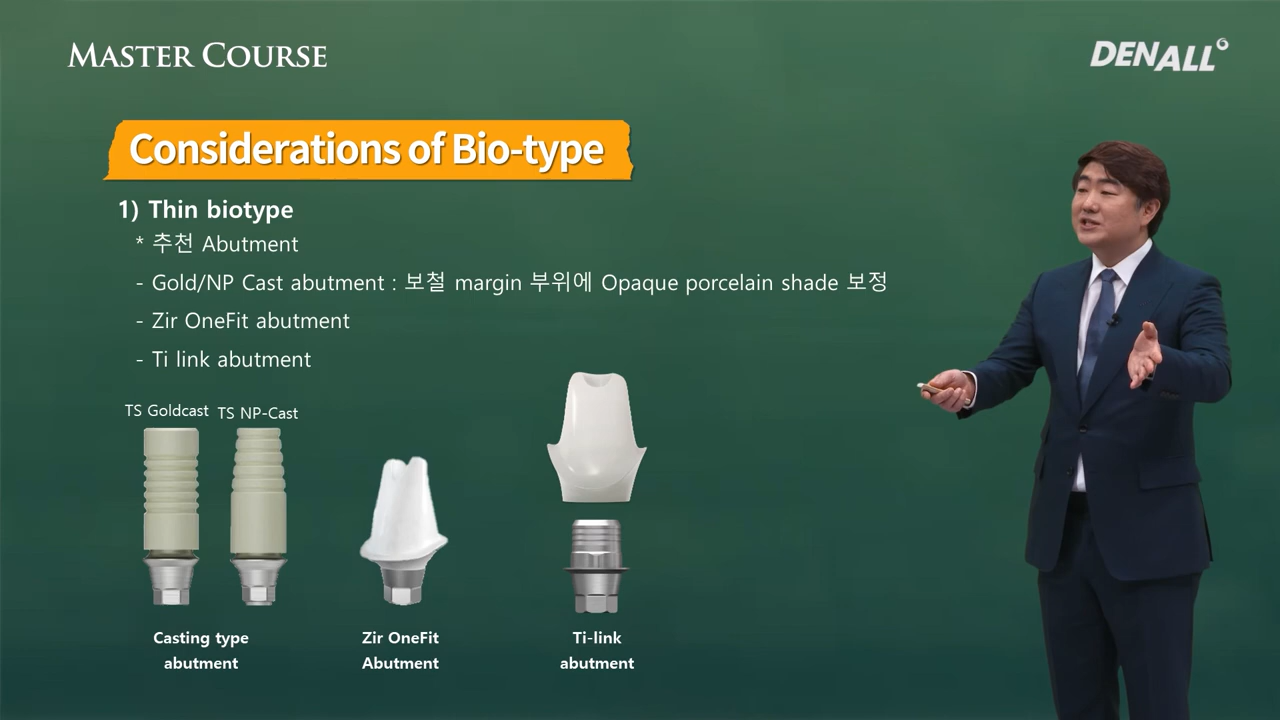 MASTER COURSE
DENALL
Considerations of Bio-type
1) Thin biotype
* 추천 Abutment
- Gold/NP Cast abutment : 보철 margin 부위에 Opaque porcelain shade 보정
- Zir OneFit abutment
- Ti link abutment
TS Goldcast TS NP-Cast
Casting type
abutment
Zir OneFit
Abutment
Ti-link
abutment